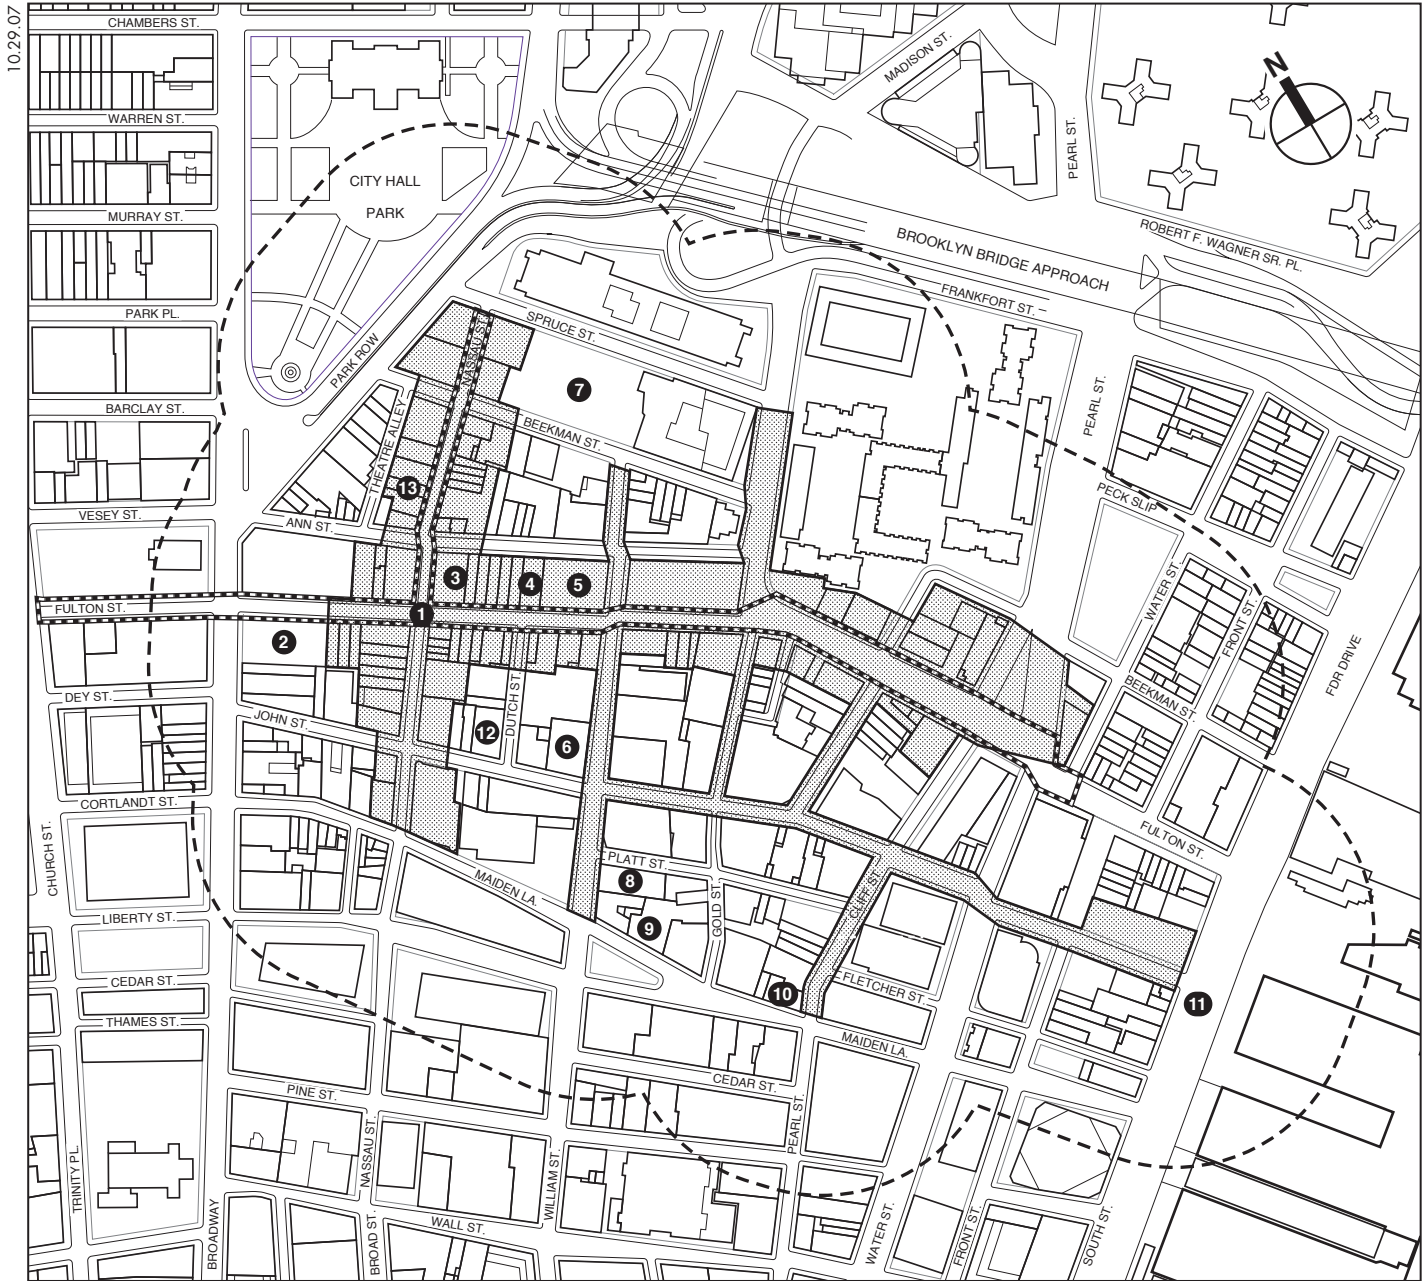 10.29.07
CHAMBERS ST.
WARREN ST.
MURRAY ST.
PARK PL.
BARCLAY ST.
VESEY ST.
CITY HALL
PARK
PARK ROW
MADISON ST.
PEARL ST.
N
ROBERT F. WAGNER SR. PL.
BROOKLYN BRIDGE APPROACH
FRANKFORT ST.
SPRUCE ST.
NASSAU ST.
7
BEEKMAN ST.
THEATRE ALLEY
13
ANN ST.
PEARL ST.
PECK SLIP
WATER ST.
FRONT ST.
BEEKMAN ST.
FDR DRIVE
3
4
5
FULTON ST.
1
2
DEY ST.
JOHN ST.
DUTCH ST.
12
6
CORTLANDT ST.
CHURCH ST.
FULTON ST.
MAIDEN LA.
PLATT ST.
8
9
GOLD ST.
CLIFF ST.
10
FLETCHER ST.
11
LIBERTY ST.
CEDAR ST.
THAMES ST.
MAIDEN LA.
CEDAR ST.
PINE ST.
PEARL ST.
TRINITY PL.
BROADWAY
NASSAU ST.
BROAD ST.
WALL ST.
WILLIAM ST.
WATER ST.
FRONT ST.
SOUTH ST.